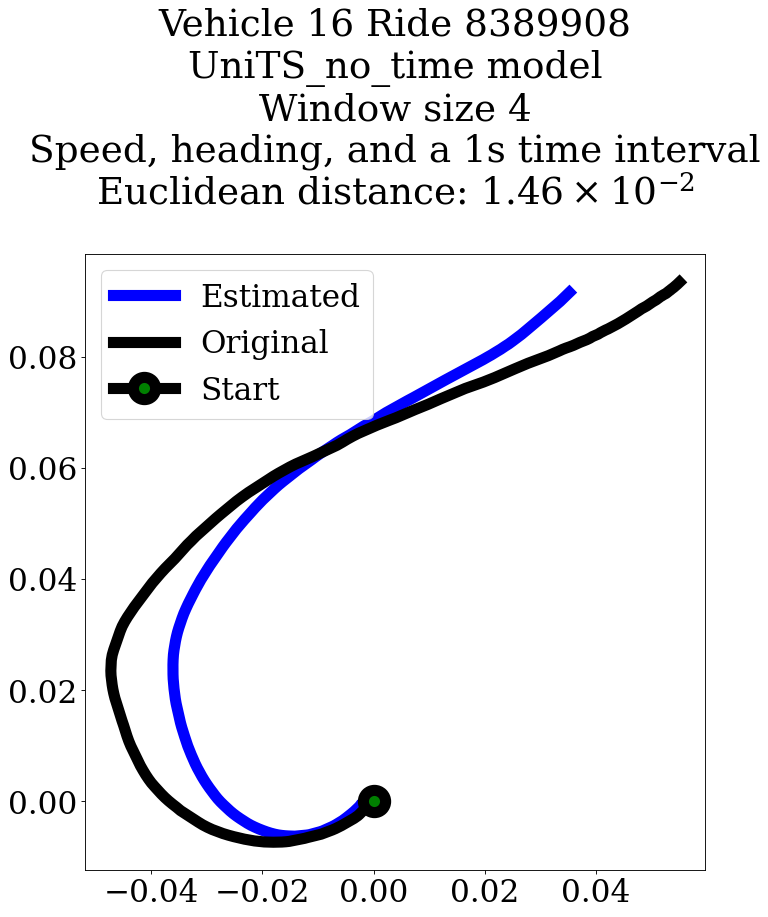 Vehicle 16 Ride 8389908
UniTS_no_time model
Window size 4
Speed, heading, and a 1s time interval
Euclidean distance: 1.46 × 10⁻²
Estimated
Original
Start
0.08
0.06
0.04
0.02
0.00
−0.04 −0.02 0.00 0.02 0.04